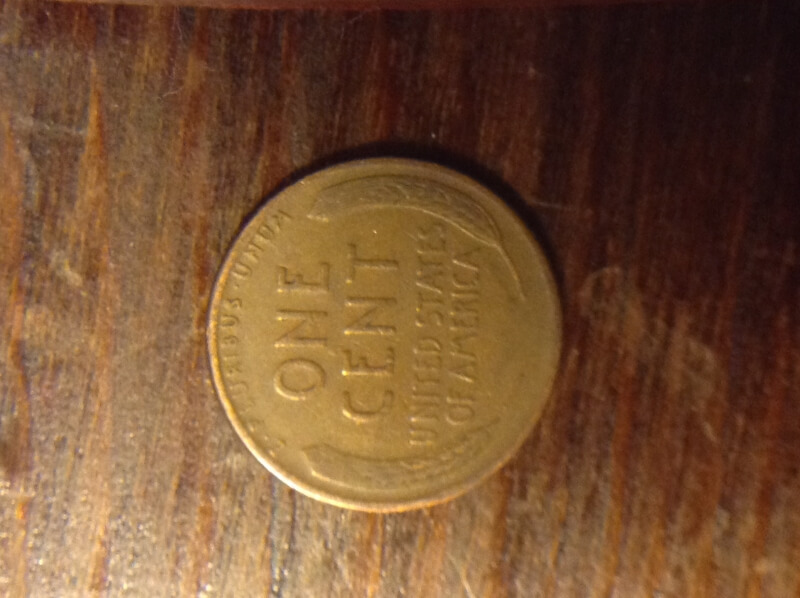 E·PLURIBUS·UNUM
ONE
CENT
UNITED STATES
OF AMERICA